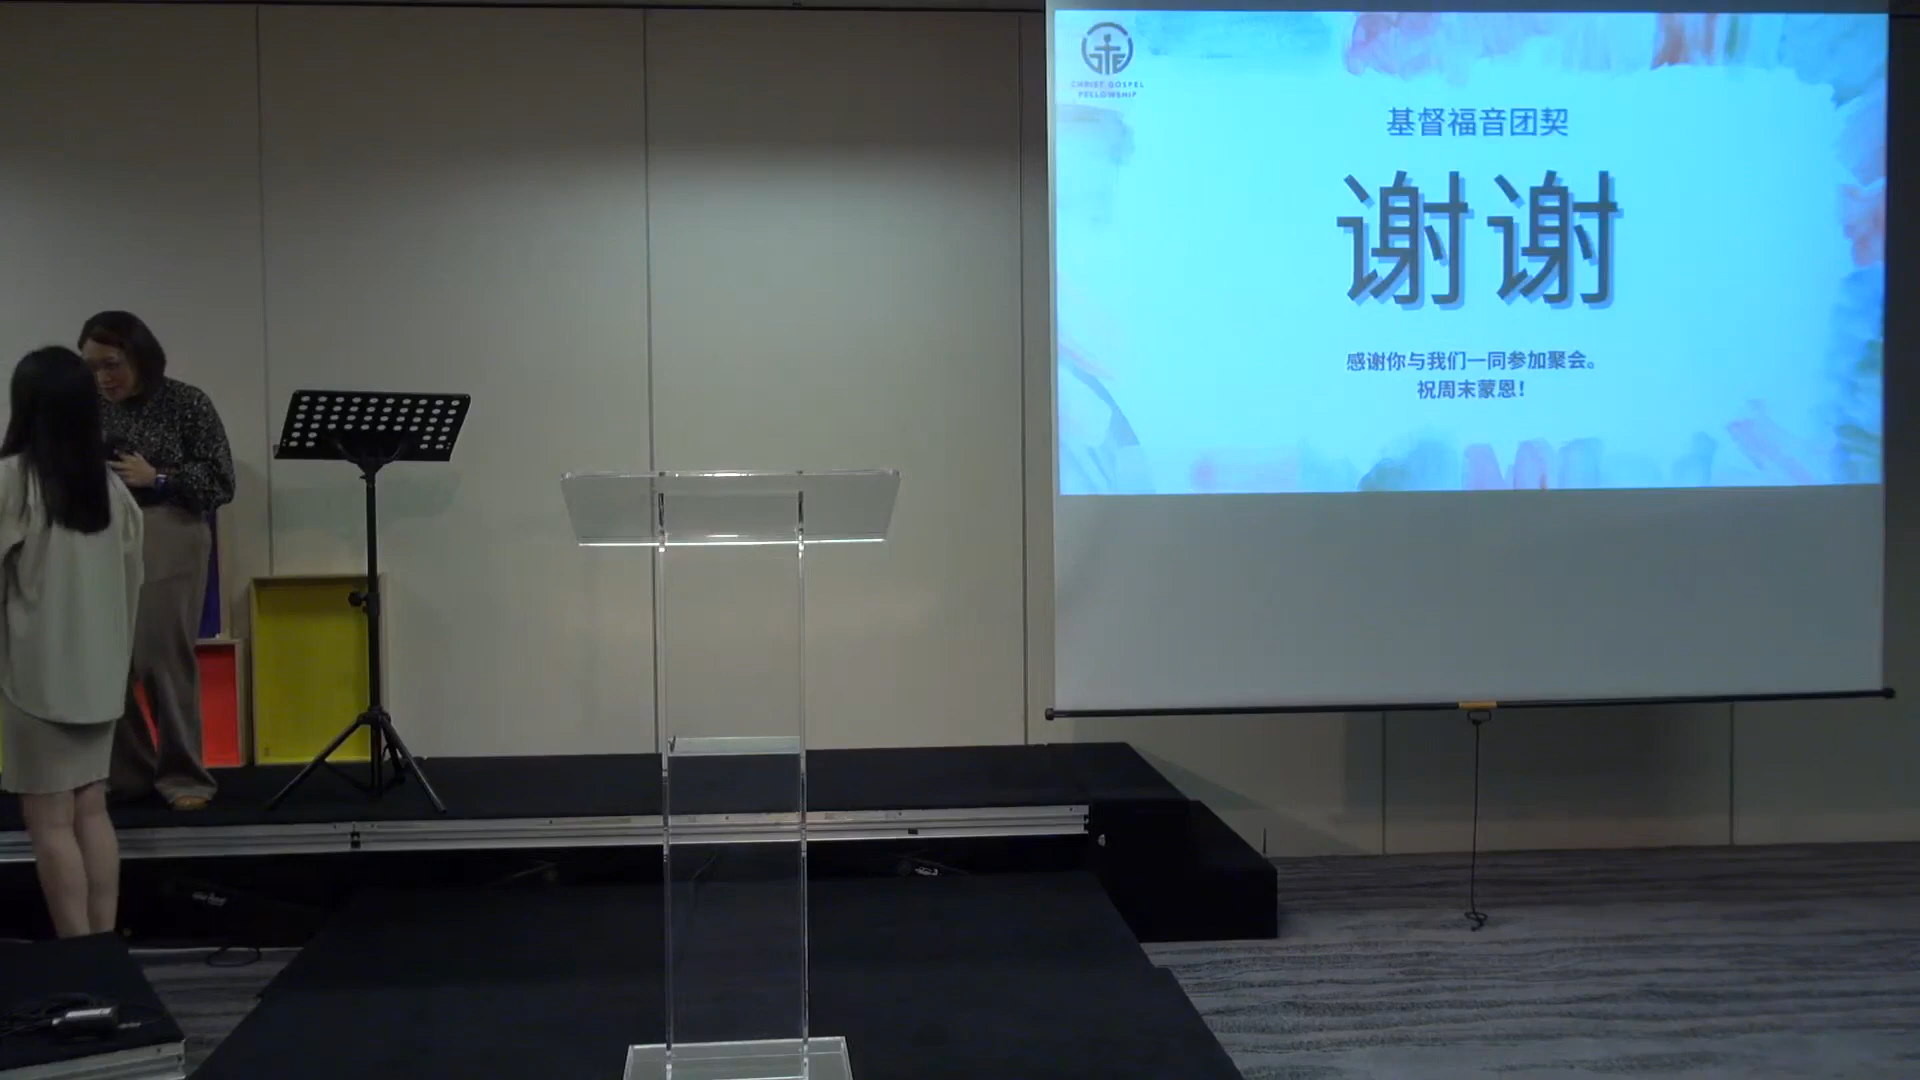 CHRIST GOSPEL
FELLOWSHIP
基督福音团契
谢谢
感谢你与我们一同参加聚会。
祝周末蒙恩！